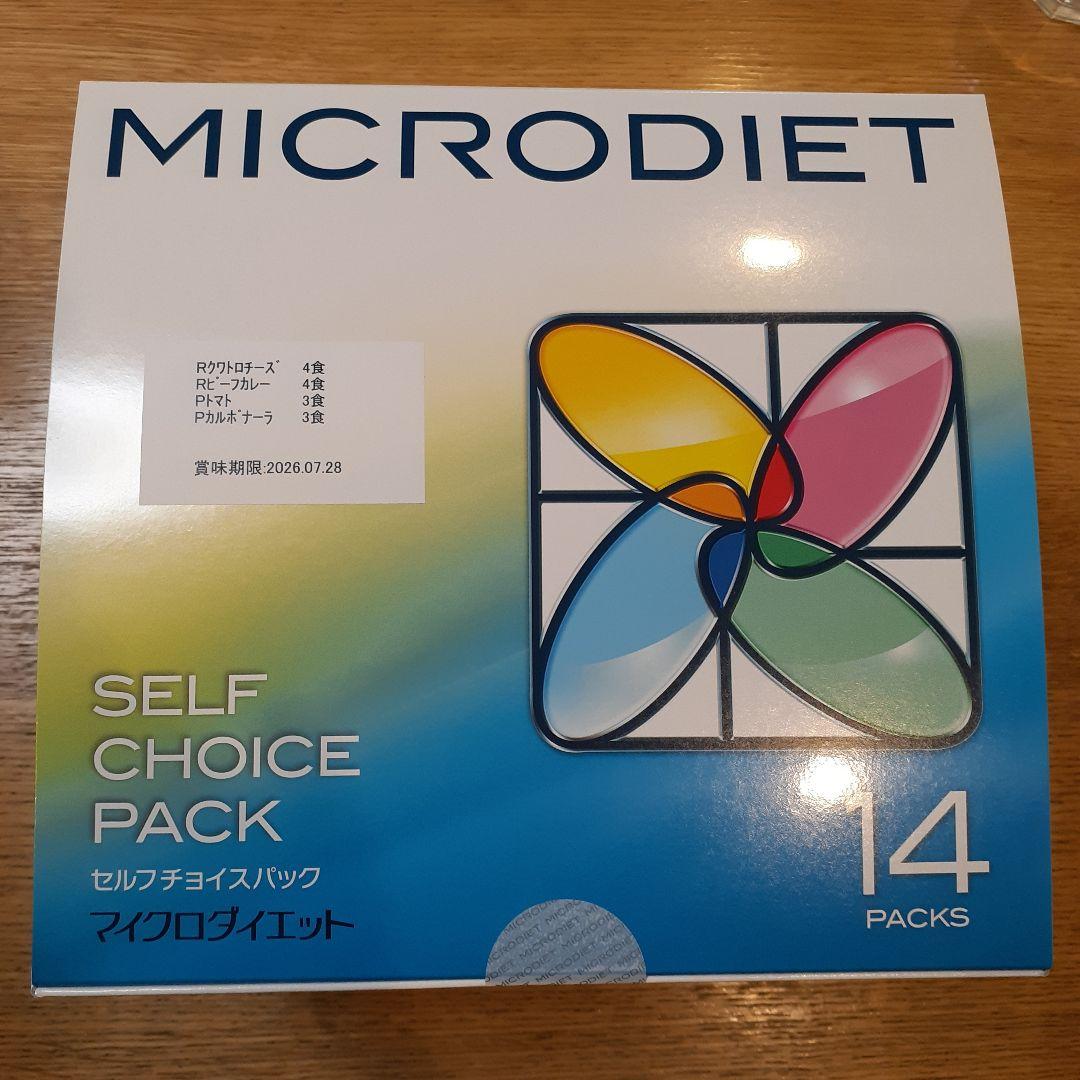 MICRODIET
Rクワトロチーズ 4食
Rビーフカレー 4食
Pトマト 3食
Pカルボナーラ 3食
賞味期限:2026.07.28
SELF
CHOICE
PACK
セルフチョイスパック
マイクロダイエット
14
PACKS
MICRODIET